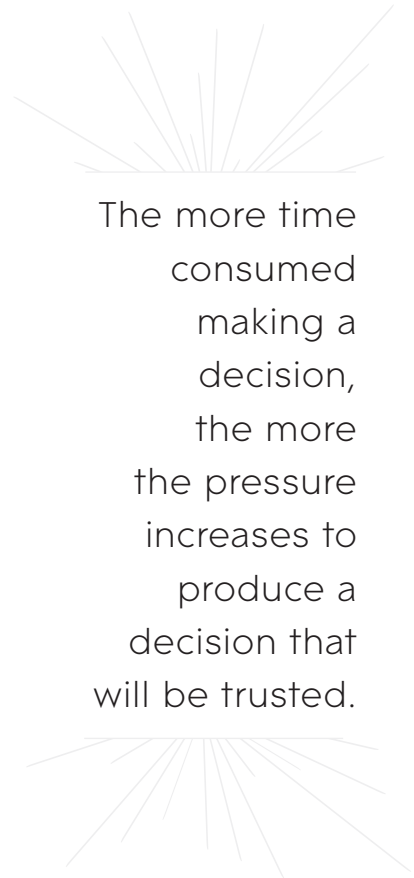 The more time
consumed
making a
decision,
the more
the pressure
increases to
produce a
decision that
will be trusted.